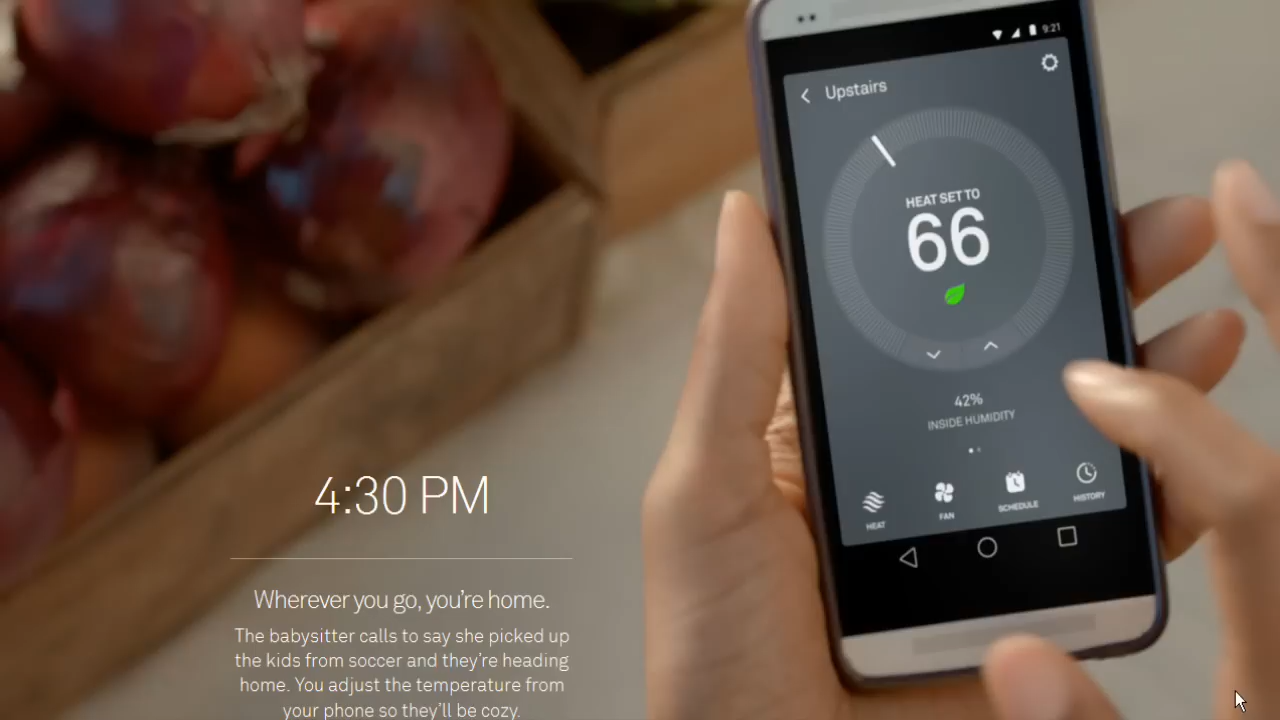 9:21
Upstairs
HEAT SET TO
66
42%
INSIDE HUMIDITY
HEAT
FAN
SCHEDULE
HISTORY
4:30 PM
Wherever you go, you're home.
The babysitter calls to say she picked up
the kids from soccer and they're heading
home. You adjust the temperature from
your phone so they'll be cozy.